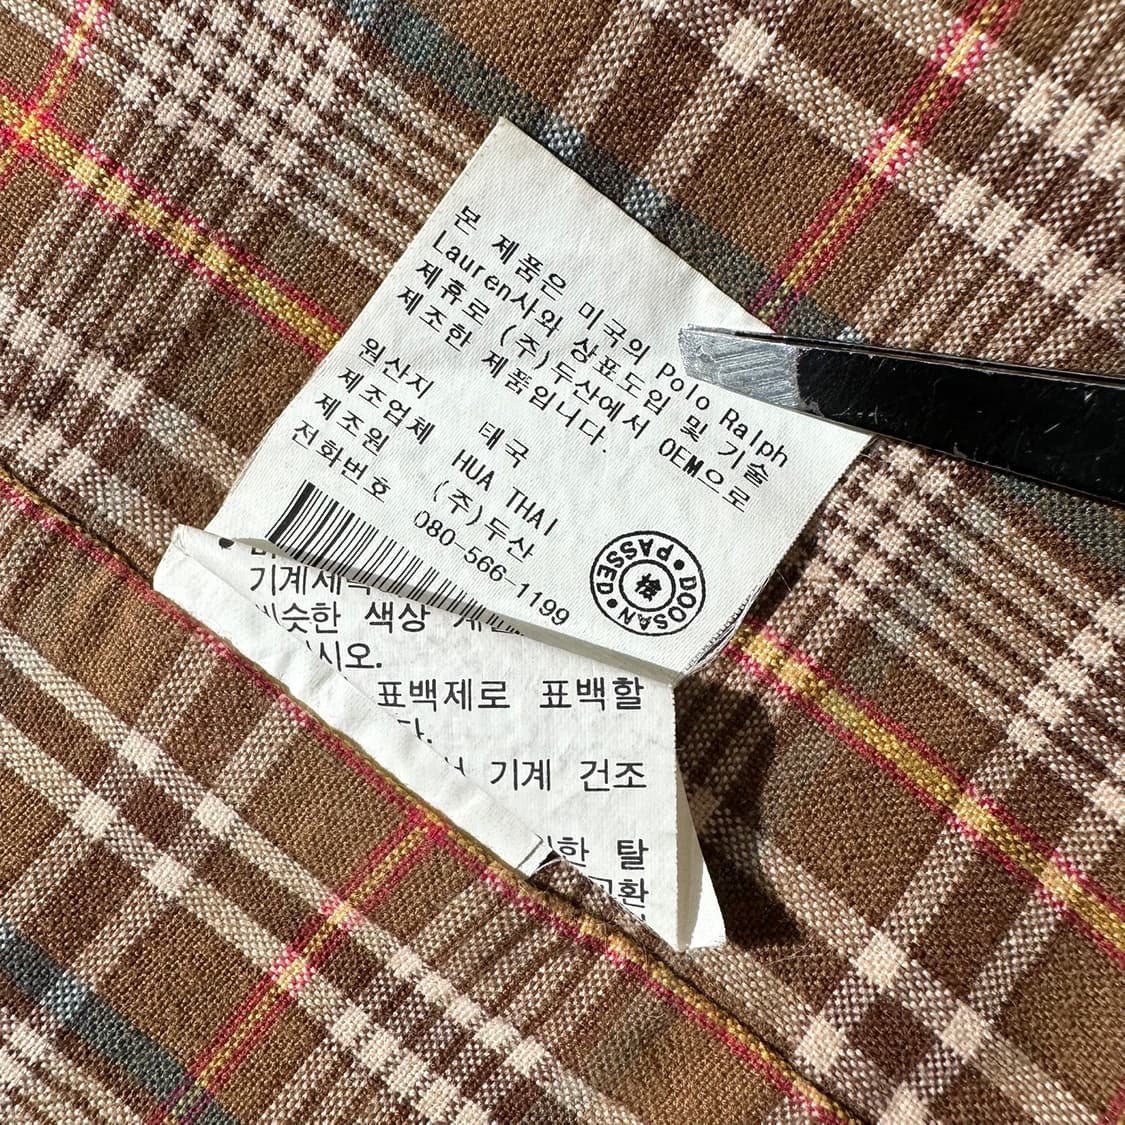 본 제품은 미국의 Polo Ralph
Lauren사와 상표도입 및 기술
제휴로 (주)두산에서 OEM으로
제조한 제품입니다.
원산지 태국
제조업체 HUA THAI
제조원 (주)두산
전화번호 080-566-1199
DOOSAN • PASSED •
檢
기계세
한 색상
시오.
표백제로 표백할
다.
기계 건조
한 탈
환